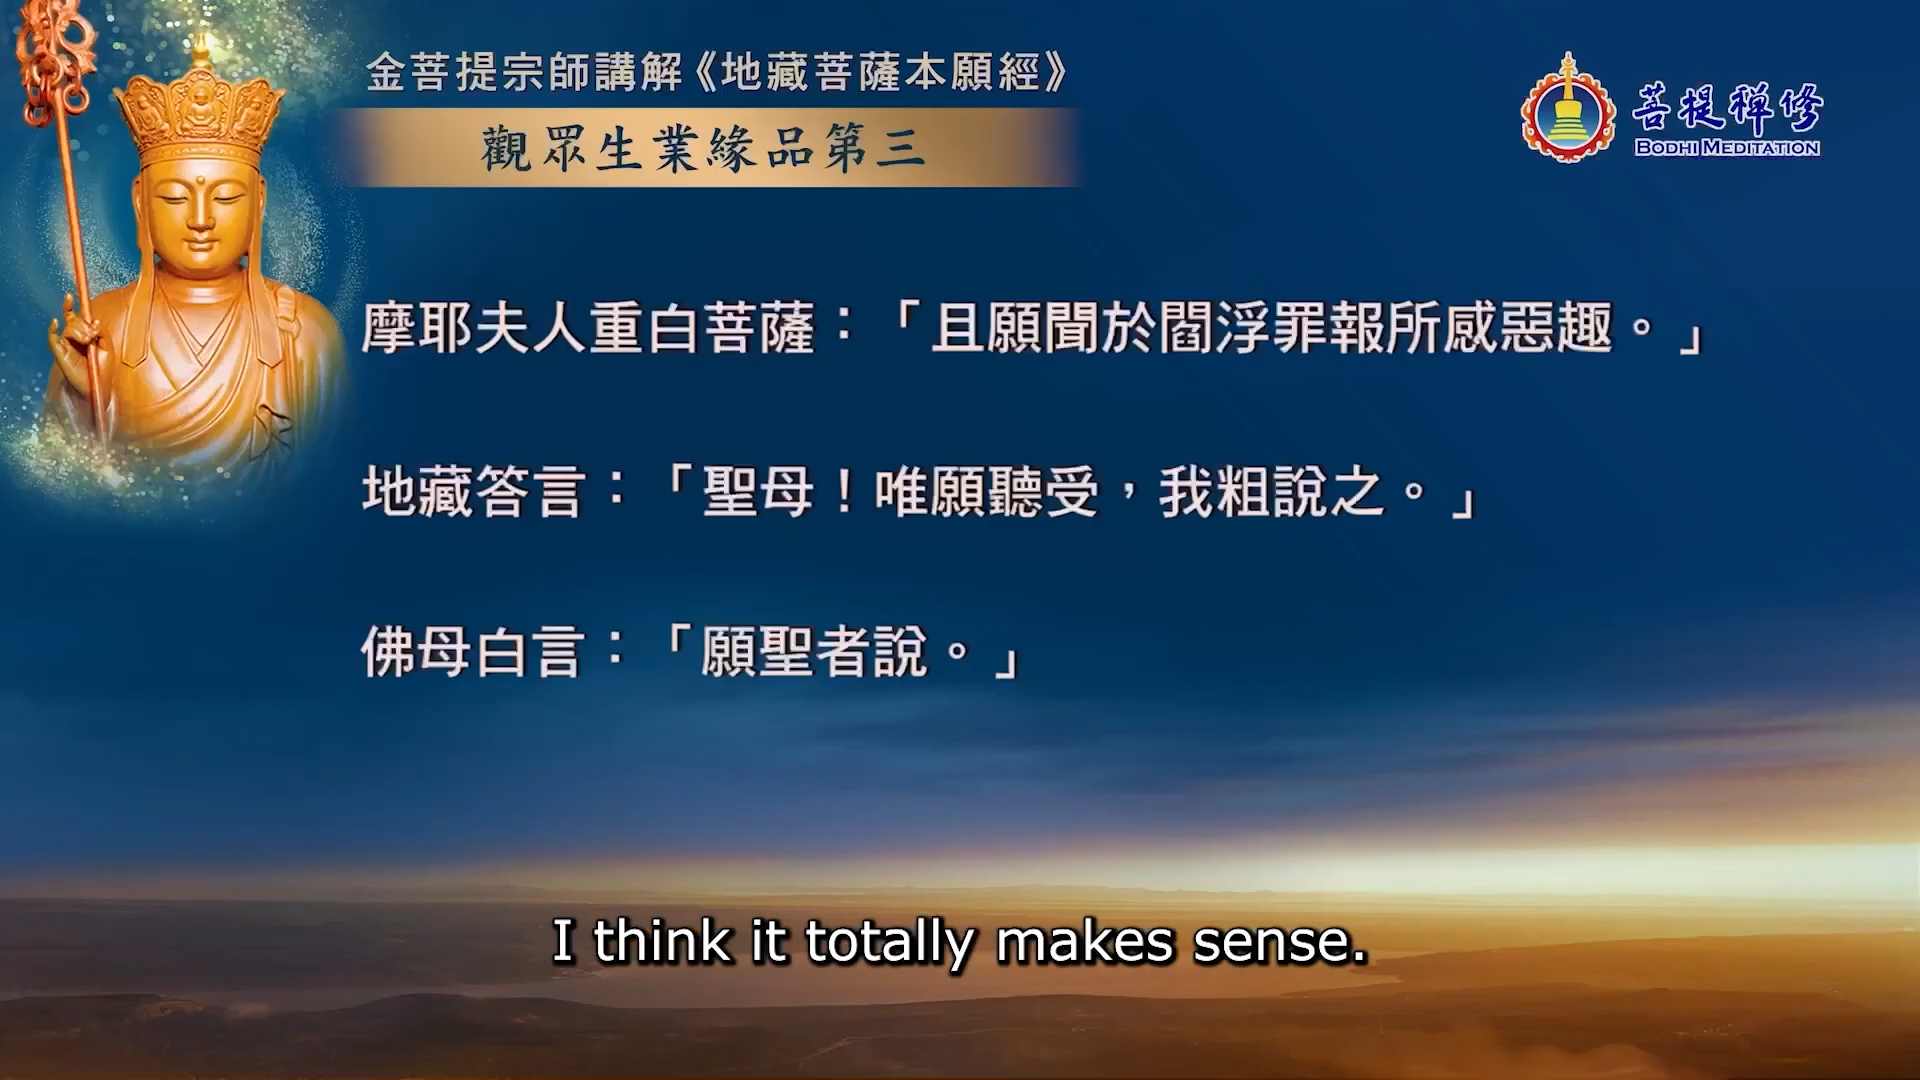 金菩提宗師講解《地藏菩薩本願經》
觀眾生業緣品第三
菩提禪修
BODHI MEDITATION
摩耶夫人重白菩薩：「且願聞於閻浮罪報所感惡趣。」
地藏答言：「聖母！唯願聽受，我粗說之。」
佛母白言：「願聖者說。」
I think it totally makes sense.